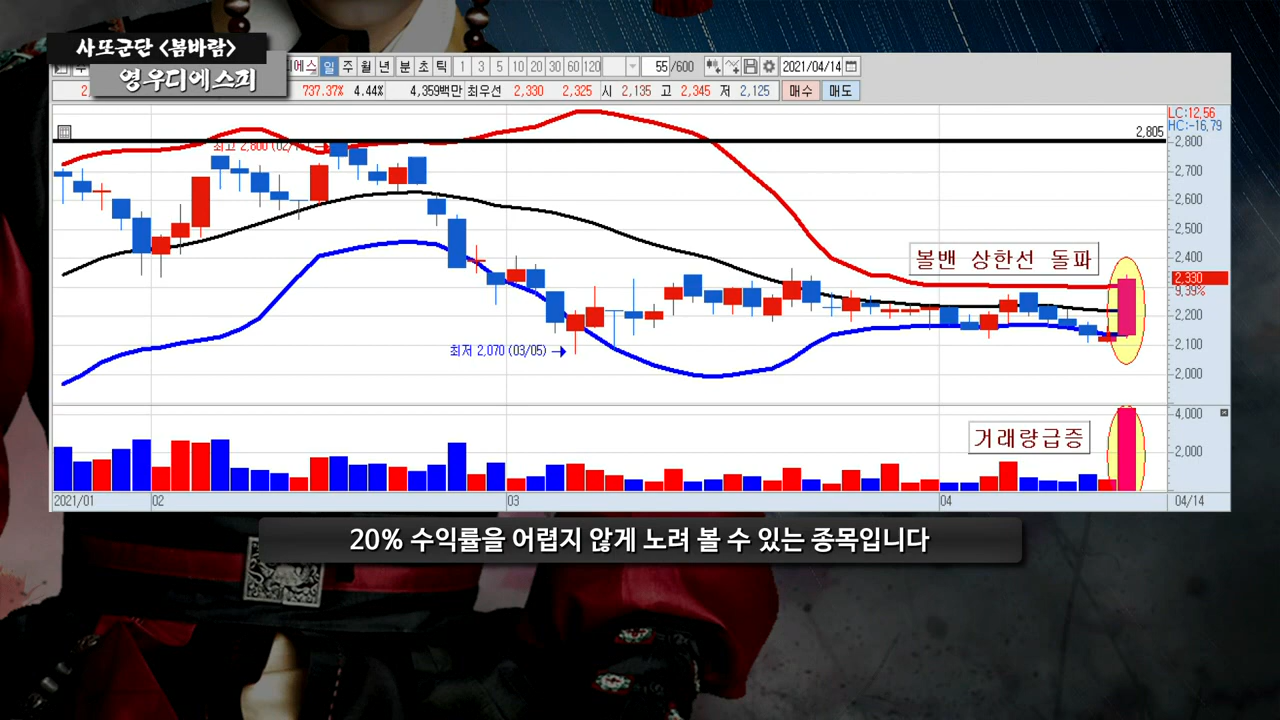 사또군단 <봄바람>
영우디에스피
디에스 일 주 월 년 분 초 틱 1 3 5 10 20 30 60 120 55 /600 2021/04/14
2 737.37% 4.44% 4,359백만 최우선 2,330 2,325 시 2,135 고 2,345 저 2,125 매수 매도
LC:12,56
HC:-16,79
2,805
2,800
최고 2,800
2,700
2,600
2,500
2,400
볼밴 상한선 돌파
2,330
9.39%
2,200
최저 2,070 (03/05)
2,100
2,000
4,000
거래량급증
2,000
2021/01 02 03 04 04/14
20% 수익률을 어렵지 않게 노려 볼 수 있는 종목입니다